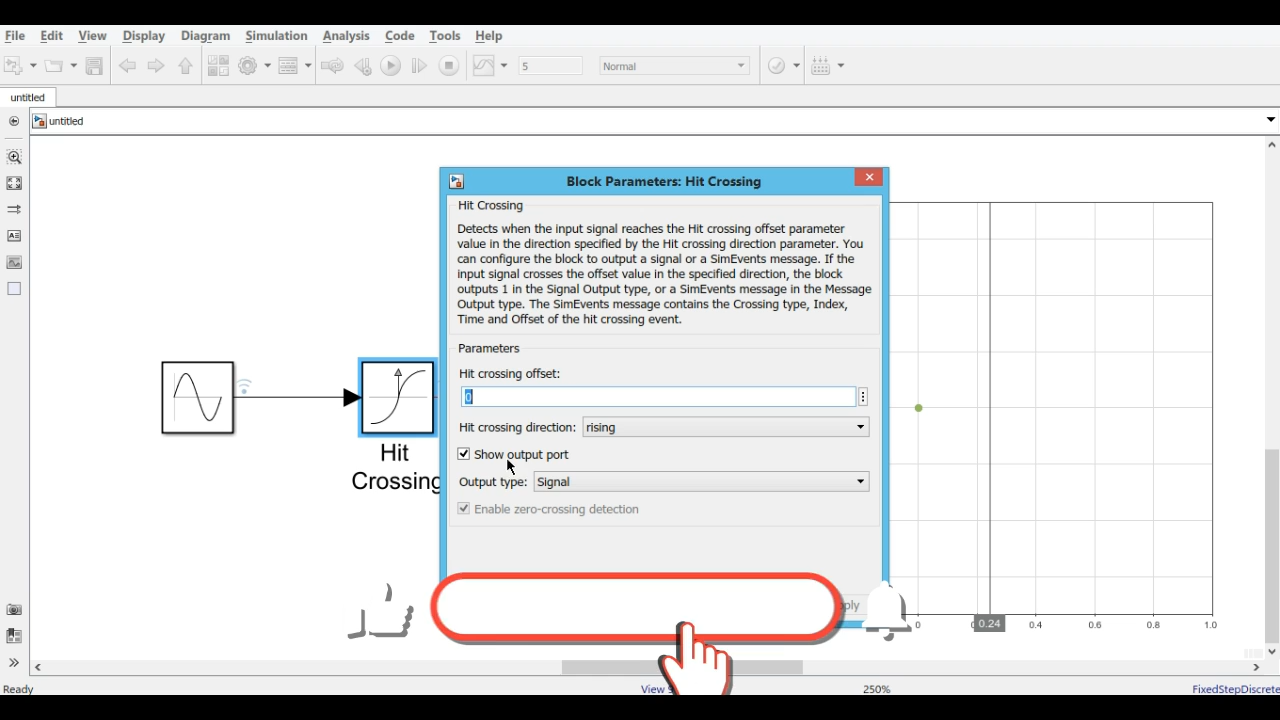 File Edit View Display Diagram Simulation Analysis Code Tools Help
5 Normal
untitled
untitled
Block Parameters: Hit Crossing
Hit Crossing
Detects when the input signal reaches the Hit crossing offset parameter
value in the direction specified by the Hit crossing direction parameter. You
can configure the block to output a signal or a SimEvents message. If the
input signal crosses the offset value in the specified direction, the block
outputs 1 in the Signal Output type, or a SimEvents message in the Message
Output type. The SimEvents message contains the Crossing type, Index,
Time and Offset of the hit crossing event.
Parameters
Hit crossing offset:
0
Hit crossing direction: rising
Show output port
Output type: Signal
Enable zero-crossing detection
Hit
Crossing
0 0.24 0.4 0.6 0.8 1.0
Ready View 250% FixedStepDiscrete